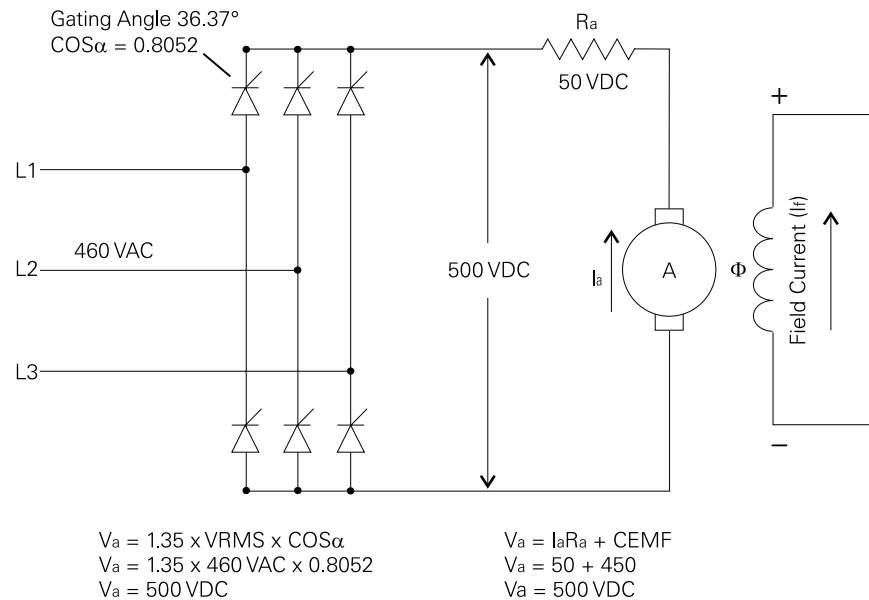 Gating Angle 36.37°
COSα = 0.8052
Ra
50 VDC
+
L1
460 VAC
L2
500 VDC
Ia
A
Φ
Field Current (If)
L3
−
Va = 1.35 x VRMS x COSα
Va = 1.35 x 460 VAC x 0.8052
Va = 500 VDC
Va = IaRa + CEMF
Va = 50 + 450
Va = 500 VDC